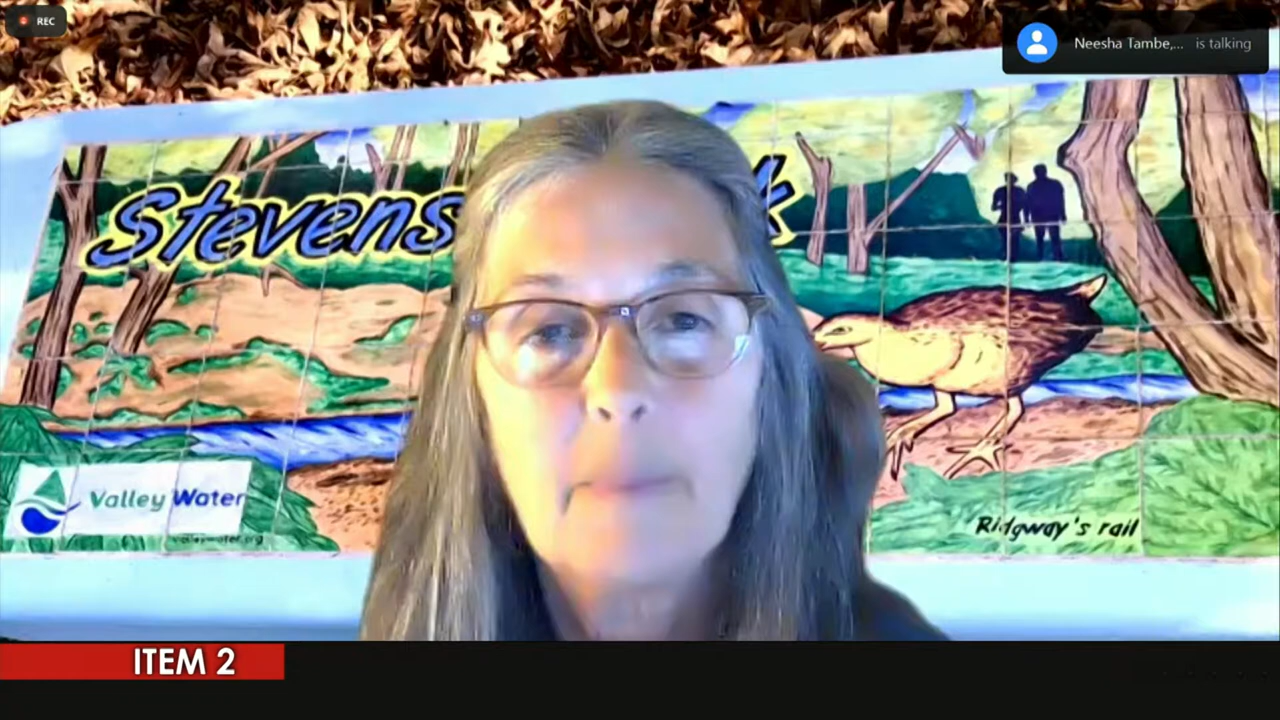 REC
Neesha Tambe,... is talking
Stevens k
Valley Water
valleywater.org
Ridgway's rail
ITEM 2